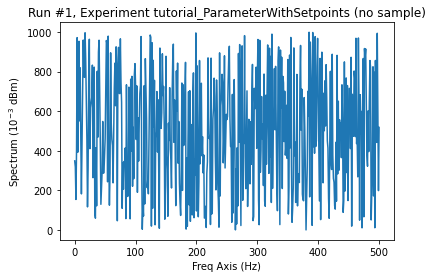 Run #1, Experiment tutorial_ParameterWithSetpoints (no sample)
1000
800
600
400
200
0
Spectrum (10⁻³ dBm)
0 100 200 300 400 500
Freq Axis (Hz)